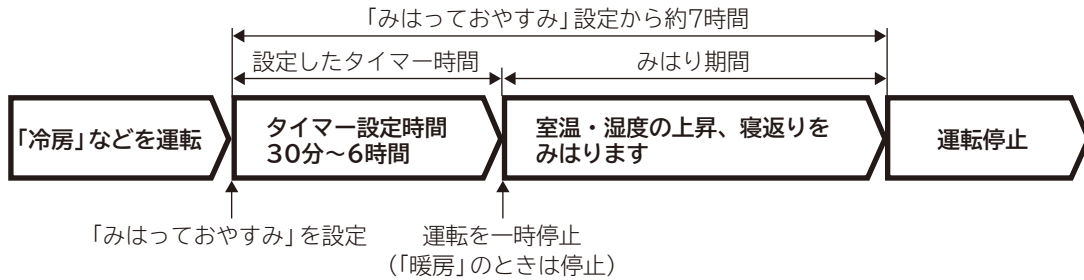 「みはっておやすみ」設定から約7時間
設定したタイマー時間
みはり期間
「冷房」などを運転
タイマー設定時間
30分～6時間
室温・湿度の上昇、寝返りを
みはります
運転停止
「みはっておやすみ」を設定
運転を一時停止
（「暖房」のときは停止）